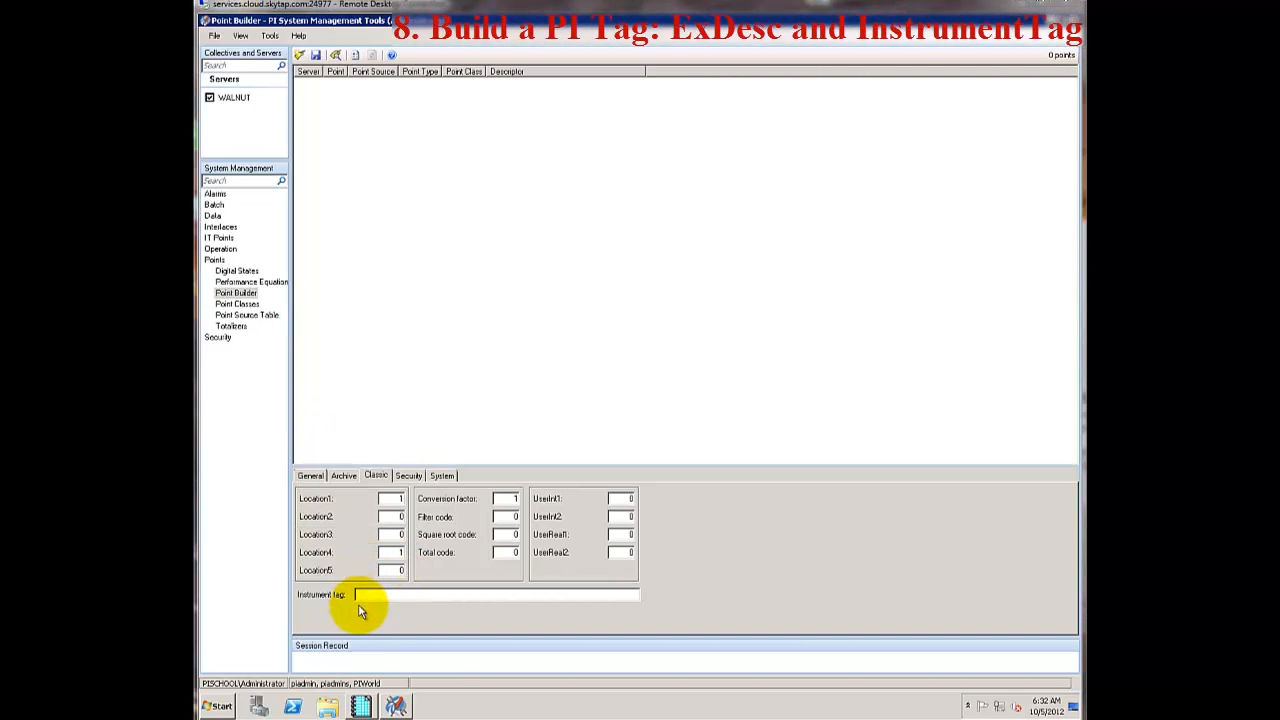 services.cloud.skytap.com:24977 - Remote Deskt
Point Builder - PI System Management Tools (
8. Build a PI Tag: ExDesc and InstrumentTag
File View Tools Help
Collectives and Servers
Search
0 points
Servers
Server Point Point Source Point Type Point Class Descriptor
WALNUT
System Management
Search
Alarms
Batch
Data
Interfaces
IT Points
Operation
Points
Digital States
Performance Equation
Point Builder
Point Classes
Point Source Table
Totalizers
Security
General Archive Classic Security System
Location1: 1 Conversion factor: 1 UserInt1: 0
Location2: 0 Filter code: 0 UserInt2: 0
Location3: 0 Square root code: 0 UserReal1: 0
Location4: 1 Total code: 0 UserReal2: 0
Location5: 0
Instrument tag:
Session Record
PISCHOOL\Administrator piadmin, piadmins, PIWorld
Start
6:32 AM
10/5/2012